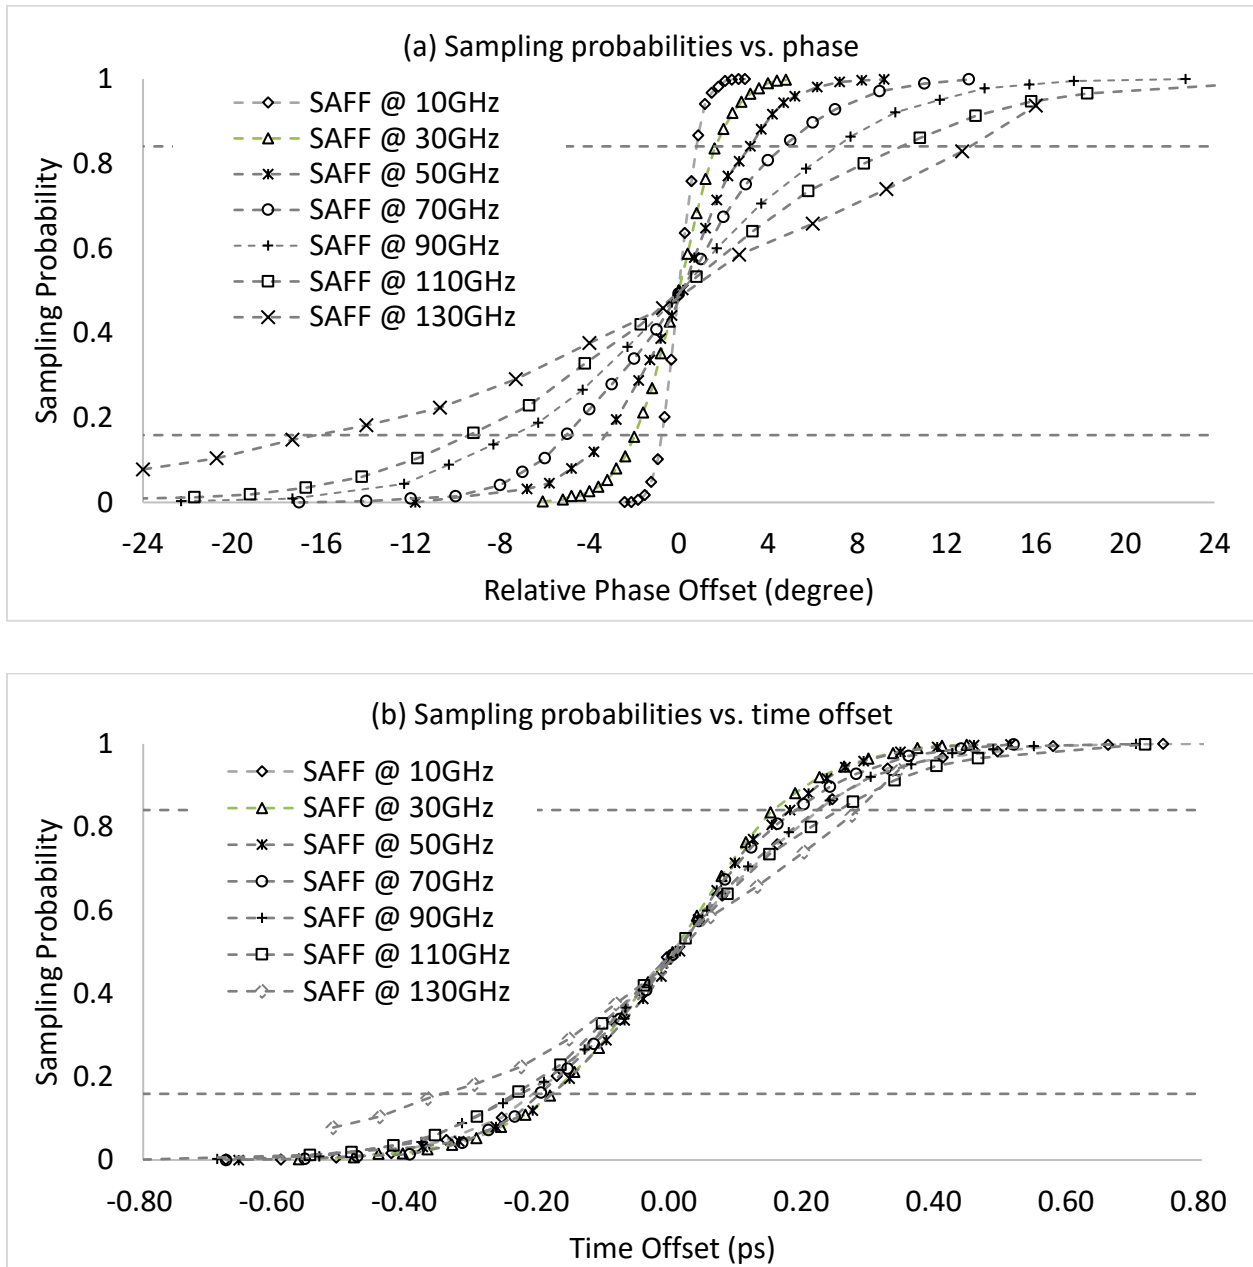 (a) Sampling probabilities vs. phase
1
0.8
0.6
0.4
0.2
0
Sampling Probability
SAFF @ 10GHz
SAFF @ 30GHz
SAFF @ 50GHz
SAFF @ 70GHz
SAFF @ 90GHz
SAFF @ 110GHz
SAFF @ 130GHz
-24 -20 -16 -12 -8 -4 0 4 8 12 16 20 24
Relative Phase Offset (degree)
(b) Sampling probabilities vs. time offset
1
0.8
0.6
0.4
0.2
0
Sampling Probability
SAFF @ 10GHz
SAFF @ 30GHz
SAFF @ 50GHz
SAFF @ 70GHz
SAFF @ 90GHz
SAFF @ 110GHz
SAFF @ 130GHz
-0.80 -0.60 -0.40 -0.20 0.00 0.20 0.40 0.60 0.80
Time Offset (ps)